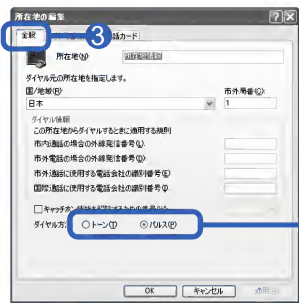 所在地の編集
全般
3
話カード
所在地(N)
ダイヤル元の所在地を指定します。
国/地域(R) 市外局番(C):
日本 1
ダイヤル情報
この所在地からダイヤルするときに適用する規則
市内通話の場合の外線発信番号(L):
市外電話の場合の外線発信番号(D):
市外通話に使用する電話会社の識別番号(E)
国際通話に使用する電話会社の識別番号(I)
ダイヤル方 トーン(T) パルス(P)
OK キャンセル 適用